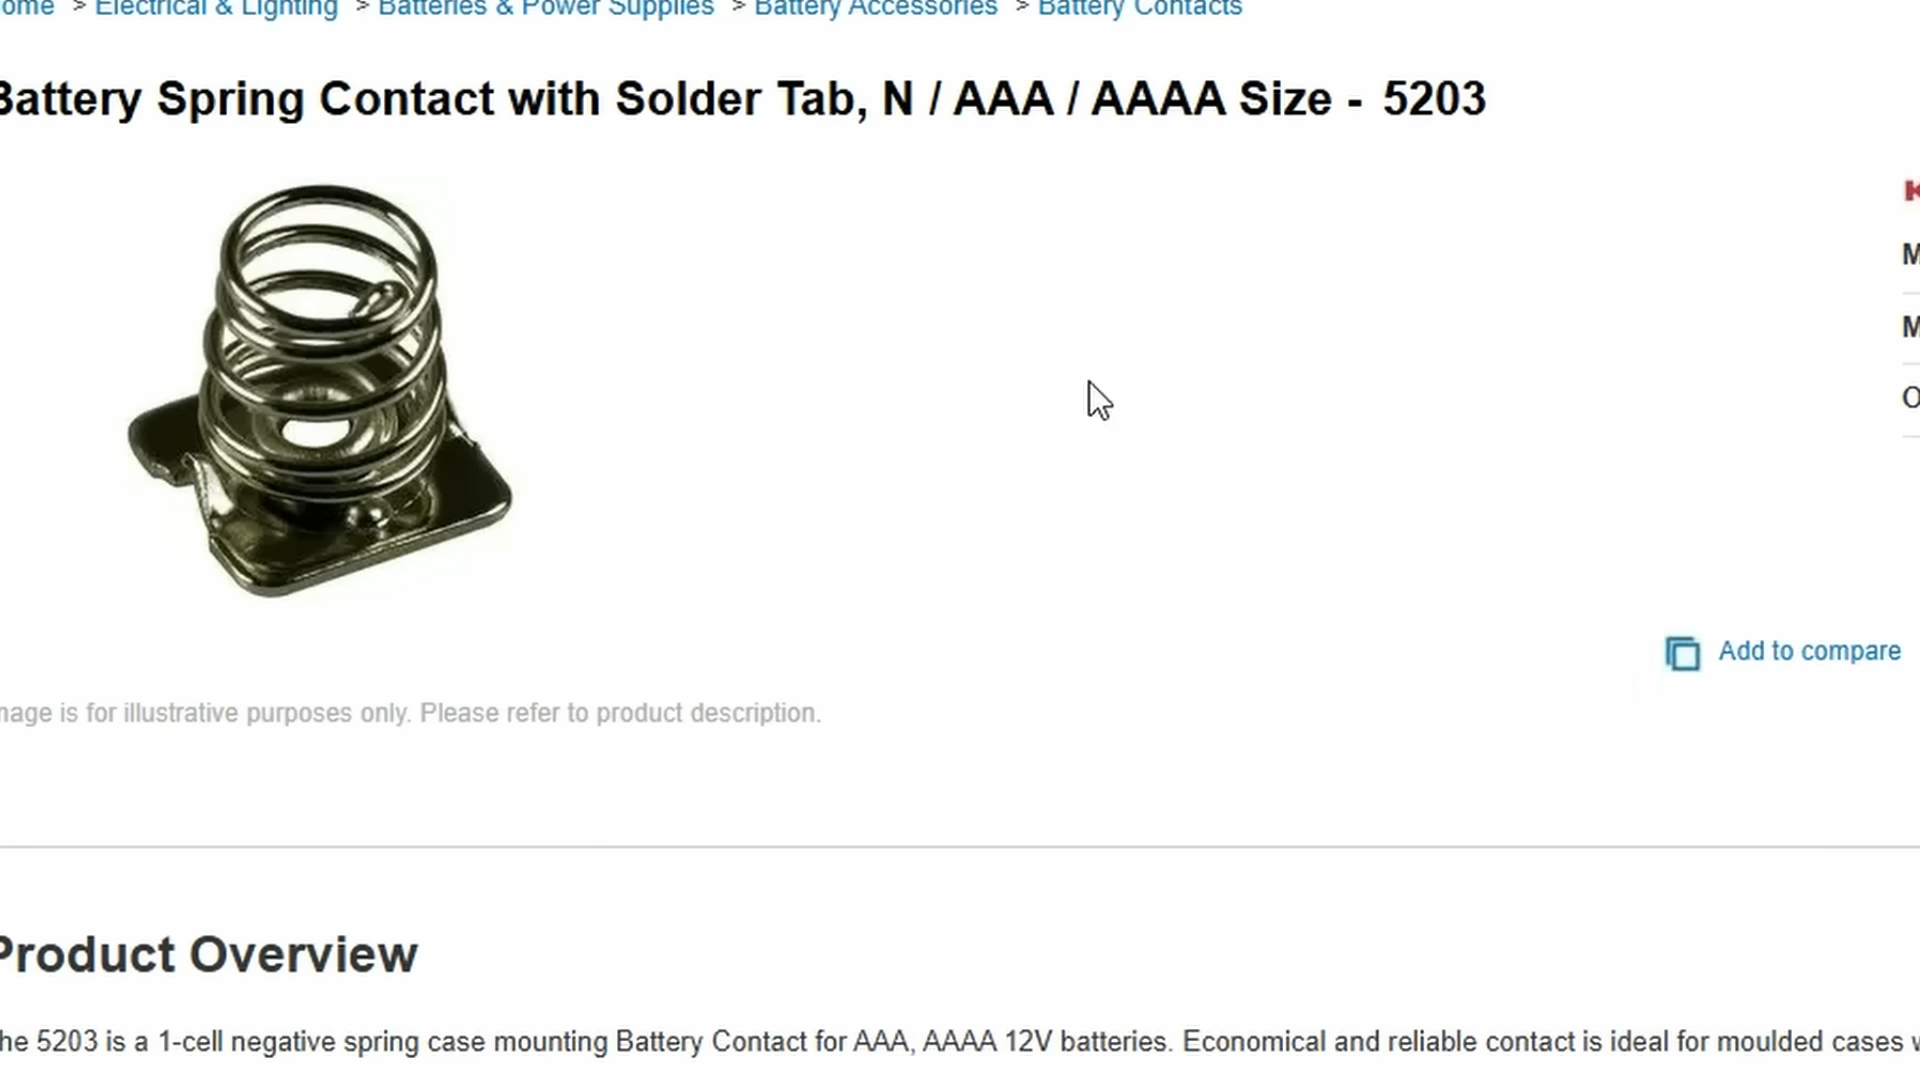 ome > Electrical & Lighting > Batteries & Power Supplies > Battery Accessories > Battery Contacts
Battery Spring Contact with Solder Tab, N / AAA / AAAA Size - 5203
K
M
M
O
Add to compare
mage is for illustrative purposes only. Please refer to product description.
Product Overview
he 5203 is a 1-cell negative spring case mounting Battery Contact for AAA, AAAA 12V batteries. Economical and reliable contact is ideal for moulded cases w